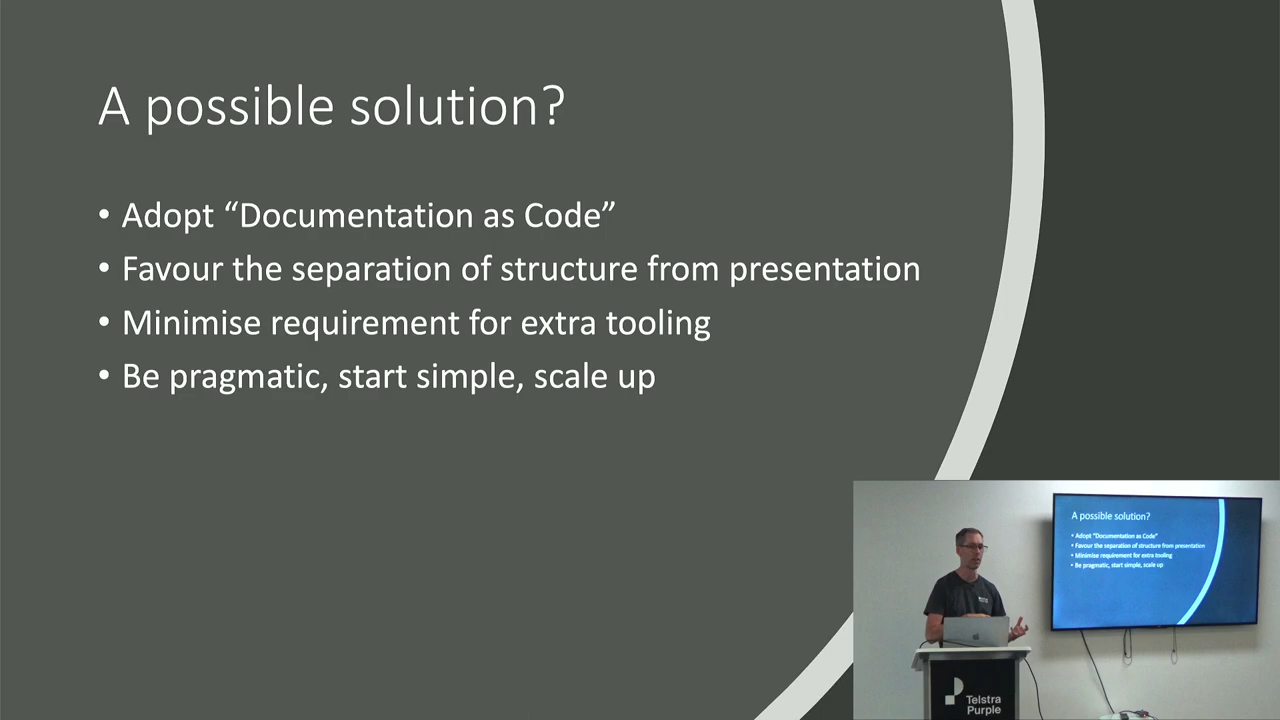 A possible solution?
• Adopt “Documentation as Code”
• Favour the separation of structure from presentation
• Minimise requirement for extra tooling
• Be pragmatic, start simple, scale up
A possible solution?
• Adopt “Documentation as Code”
• Favour the separation of structure from presentation
• Minimise requirement for extra tooling
• Be pragmatic, start simple, scale up
Telstra
Purple